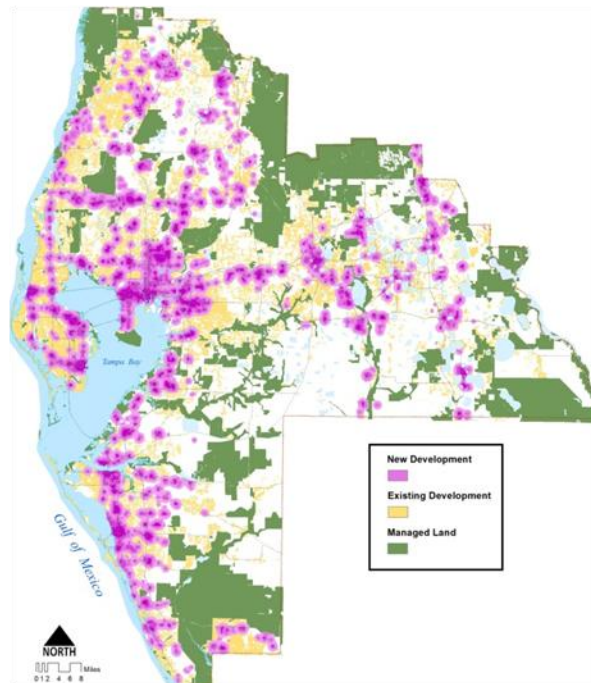 Tampa Bay
Gulf of Mexico
New Development
Existing Development
Managed Land
NORTH
0 1 2 4 6 8 Miles